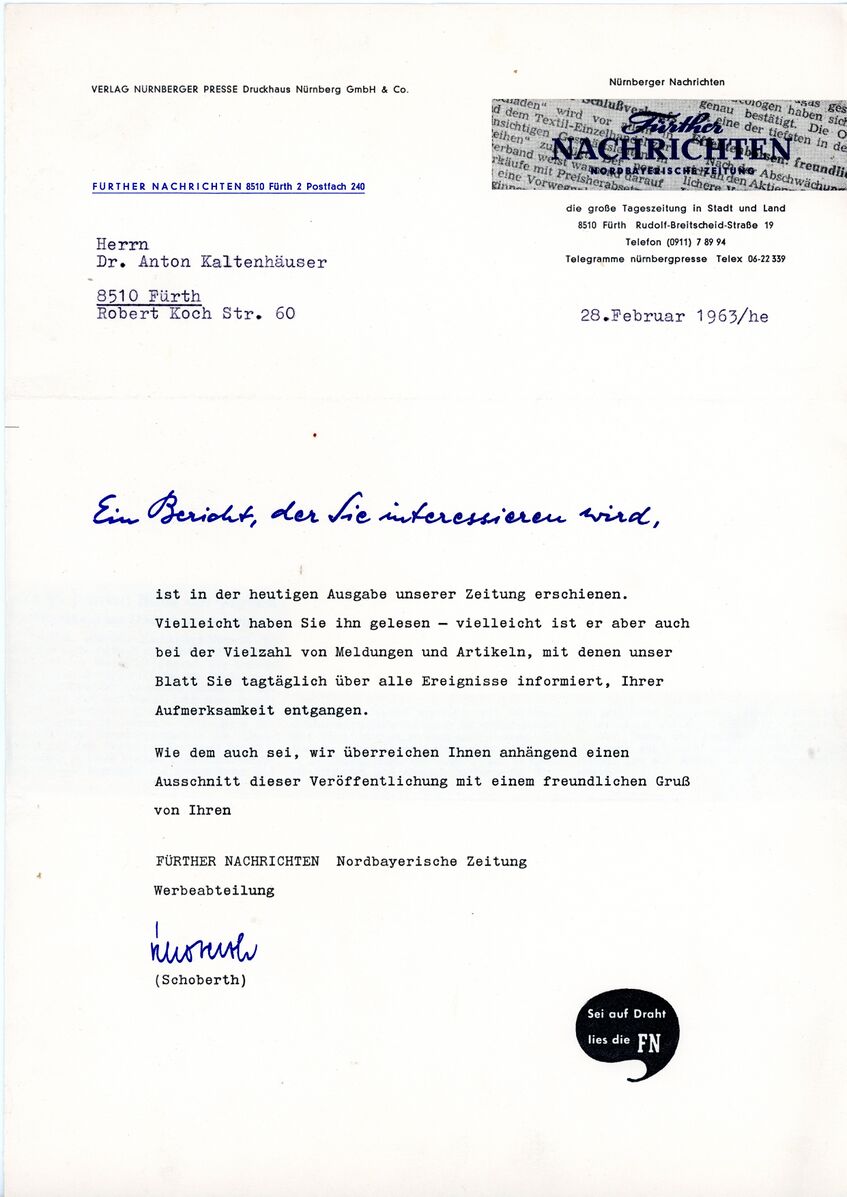 VERLAG NÜRNBERGER PRESSE Druckhaus Nürnberg GmbH & Co.
Nürnberger Nachrichten
Fürther
NACHRICHTEN
NORDBAYERISCHE ZEITUNG
FÜRTHER NACHRICHTEN 8510 Fürth 2 Postfach 240
die große Tageszeitung in Stadt und Land
8510 Fürth Rudolf-Breitscheid-Straße 19
Telefon (0911) 7 89 94
Telegramme nürnbergpresse Telex 06-22 339
Herrn
Dr. Anton Kaltenhäuser
8510 Fürth
Robert Koch Str. 60
28.Februar 1963/he
Ein Bericht, der Sie interessieren wird,
ist in der heutigen Ausgabe unserer Zeitung erschienen.
Vielleicht haben Sie ihn gelesen – vielleicht ist er aber auch
bei der Vielzahl von Meldungen und Artikeln, mit denen unser
Blatt Sie tagtäglich über alle Ereignisse informiert, Ihrer
Aufmerksamkeit entgangen.
Wie dem auch sei, wir überreichen Ihnen anhängend einen
Ausschnitt dieser Veröffentlichung mit einem freundlichen Gruß
von Ihren
FÜRTHER NACHRICHTEN Nordbayerische Zeitung
Werbeabteilung
(Schoberth)
Sei auf Draht
lies die FN